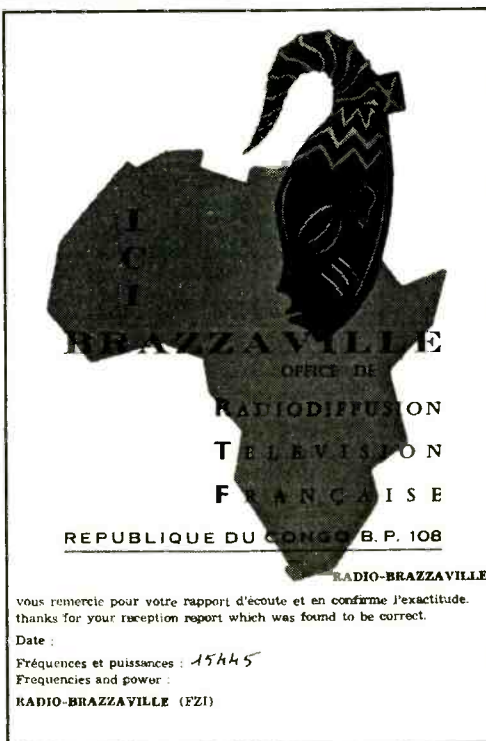 I
C
I
BRAZZAVILLE
OFFICE DE
RADIODIFFUSION
TELEVISION
FRANÇAISE
REPUBLIQUE DU CONGO B.P. 108
RADIO-BRAZZAVILLE
vous remercie pour votre rapport d'écoute et en confirme l'exactitude.
thanks for your reception report which was found to be correct.
Date :
Fréquences et puissances : 15445
Frequencies and power :
RADIO-BRAZZAVILLE (FZI)